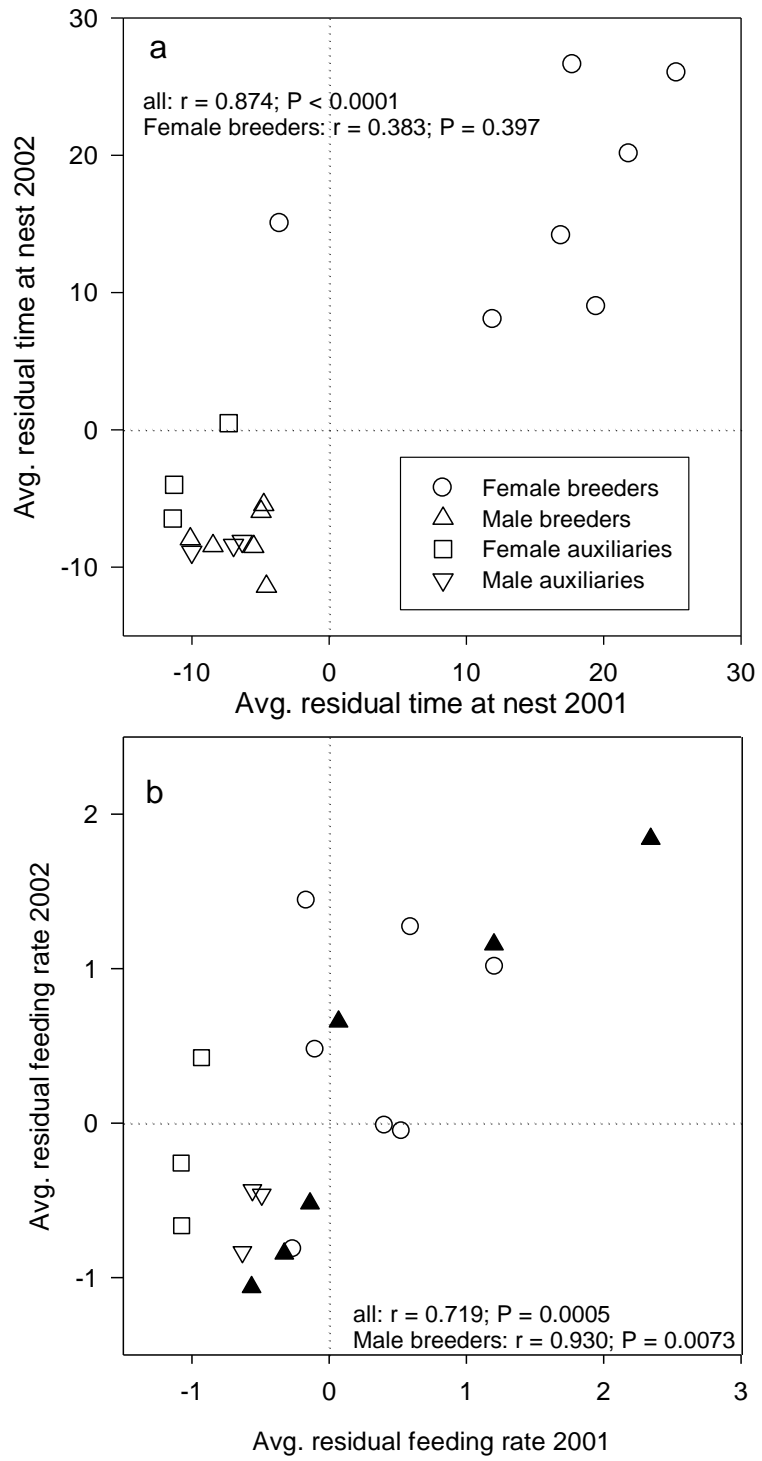 30
a
all: r = 0.874; P < 0.0001
Female breeders: r = 0.383; P = 0.397
20
10
0
-10
Avg. residual time at nest 2002
Female breeders
Male breeders
Female auxiliaries
Male auxiliaries
-10 0 10 20 30
Avg. residual time at nest 2001
b
2
1
0
-1
Avg. residual feeding rate 2002
all: r = 0.719; P = 0.0005
Male breeders: r = 0.930; P = 0.0073
-1 0 1 2 3
Avg. residual feeding rate 2001